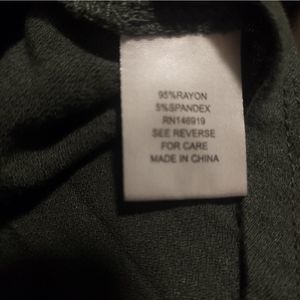 95%RAYON
5%SPANDEX
RN146919
SEE REVERSE
FOR CARE
MADE IN CHINA